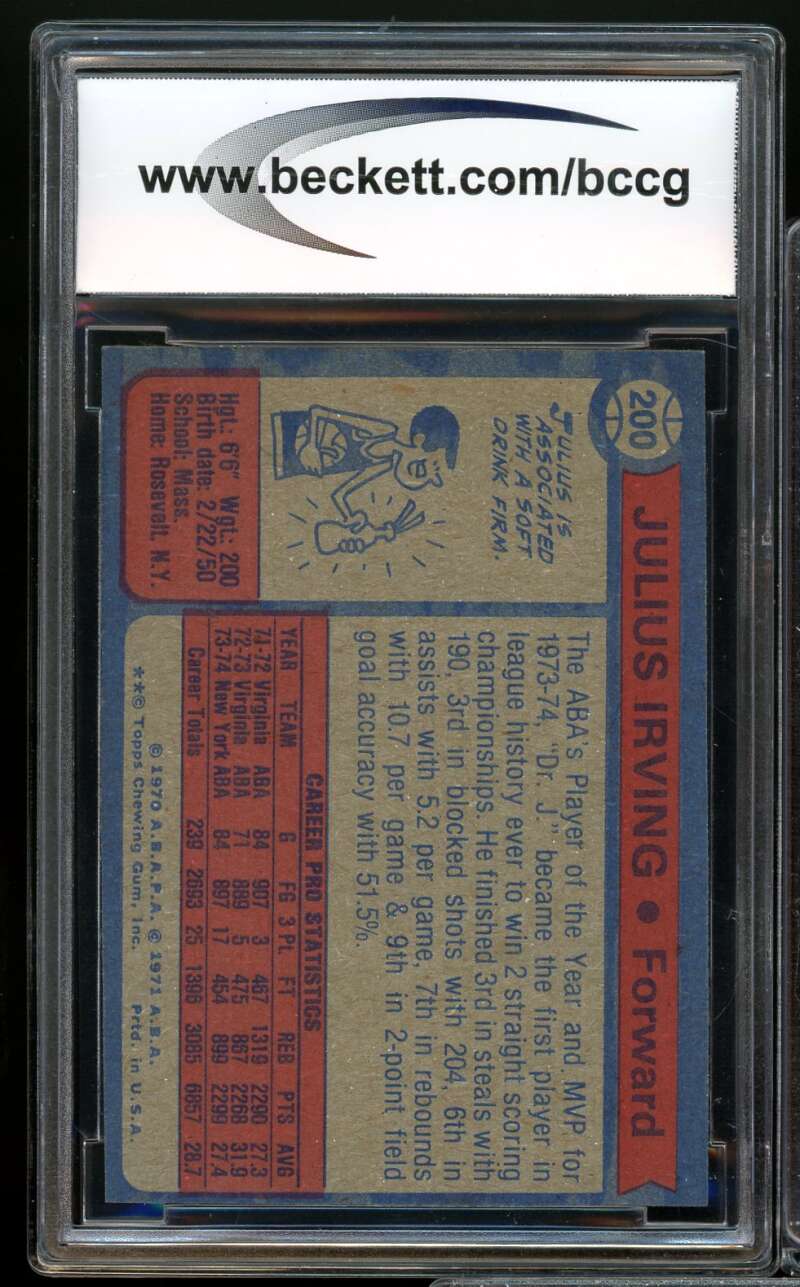 www.beckett.com/bccg
200
JULIUS IRVING • Forward
JULIUS IS
ASSOCIATED
WITH A SOFT
DRINK FIRM.
Hgt.: 6'6" Wgt.: 200
Birth date: 2/22/50
School: Mass.
Home: Rosevelt, N.Y.
The ABA's Player of the Year and MVP for
1973-74, "Dr. J." became the first player in
league history ever to win 2 straight scoring
championships. He finished 3rd in steals with
190, 3rd in blocked shots with 204, 6th in
assists with 5.2 per game, 7th in rebounds
with 10.7 per game & 9th in 2-point field
goal accuracy with 51.5%.
CAREER PRO STATISTICS
YEAR TEAM G FG 3 Pt. FT REB PTS AVG
71-72 Virginia ABA 84 907 3 467 1319 2290 27.3
72-73 Virginia ABA 71 889 5 475 867 2268 31.9
73-74 New York ABA 84 897 17 454 899 2299 27.4
Career Totals 239 2693 25 1396 3085 6857 28.7
© 1970 A.B.A.P.A. © 1971 A.B.A.
**© Topps Chewing Gum, Inc. Prtd. in U.S.A.